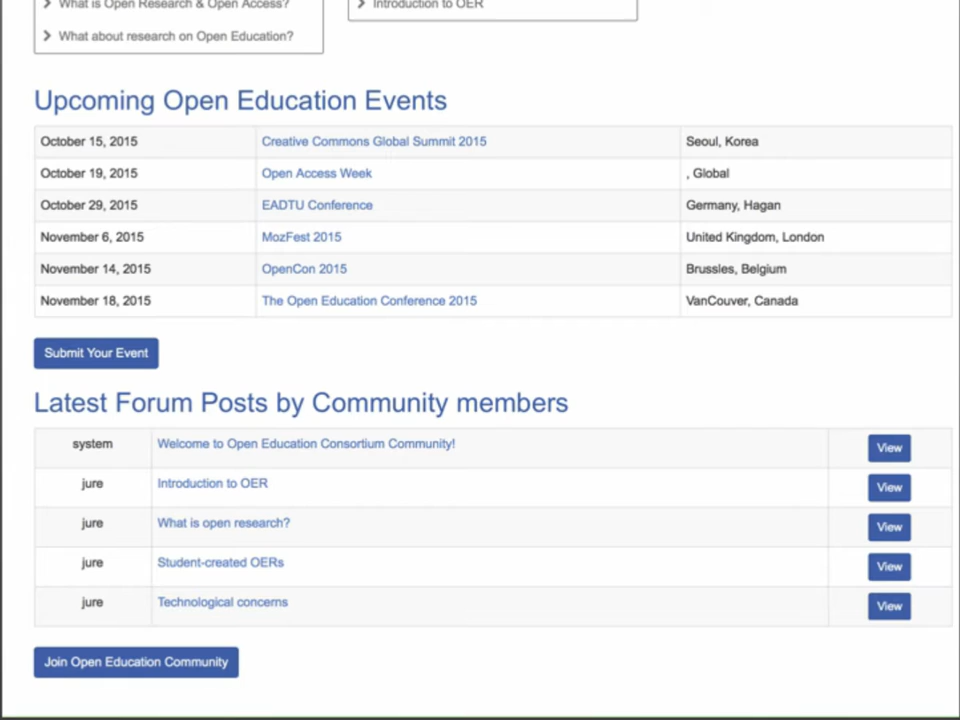 What is Open Research & Open Access?
Introduction to OER
What about research on Open Education?
Upcoming Open Education Events
October 15, 2015 Creative Commons Global Summit 2015 Seoul, Korea
October 19, 2015 Open Access Week , Global
October 29, 2015 EADTU Conference Germany, Hagan
November 6, 2015 MozFest 2015 United Kingdom, London
November 14, 2015 OpenCon 2015 Brussles, Belgium
November 18, 2015 The Open Education Conference 2015 VanCouver, Canada
Submit Your Event
Latest Forum Posts by Community members
system Welcome to Open Education Consortium Community! View
jure Introduction to OER View
jure What is open research? View
jure Student-created OERs View
jure Technological concerns View
Join Open Education Community